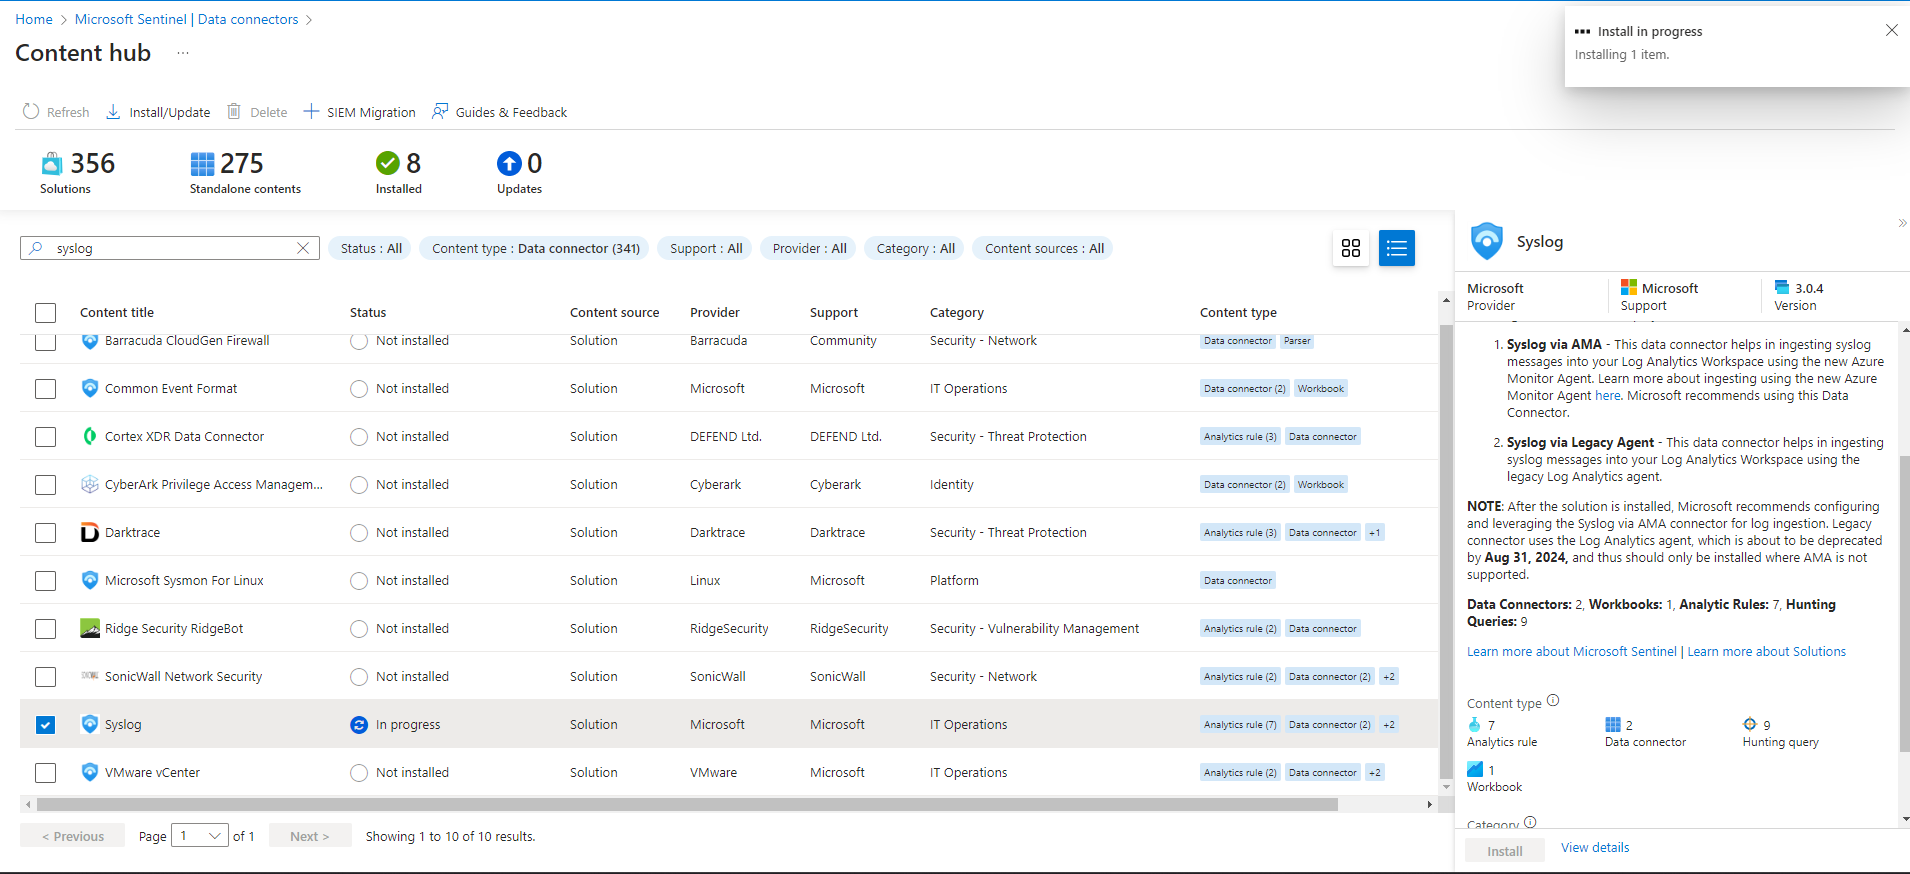 Home > Microsoft Sentinel | Data connectors >
Content hub ...
Install in progress
Installing 1 item.
Refresh Install/Update Delete SIEM Migration Guides & Feedback
356 275 8 0
Solutions Standalone contents Installed Updates
syslog Status : All Content type : Data connector (341) Support : All Provider : All Category : All Content sources : All
Content title Status Content source Provider Support Category Content type
Barracuda CloudGen Firewall Not installed Solution Barracuda Community Security - Network Data connector Parser
Common Event Format Not installed Solution Microsoft Microsoft IT Operations Data connector (2) Workbook
Cortex XDR Data Connector Not installed Solution DEFEND Ltd. DEFEND Ltd. Security - Threat Protection Analytics rule (3) Data connector
CyberArk Privilege Access Managem... Not installed Solution Cyberark Cyberark Identity Data connector (2) Workbook
Darktrace Not installed Solution Darktrace Darktrace Security - Threat Protection Analytics rule (3) Data connector +1
Microsoft Sysmon For Linux Not installed Solution Linux Microsoft Platform Data connector
Ridge Security RidgeBot Not installed Solution RidgeSecurity RidgeSecurity Security - Vulnerability Management Analytics rule (2) Data connector
SonicWall Network Security Not installed Solution SonicWall SonicWall Security - Network Analytics rule (2) Data connector (2) +2
Syslog In progress Solution Microsoft Microsoft IT Operations Analytics rule (7) Data connector (2) +2
VMware vCenter Not installed Solution VMware Microsoft IT Operations Analytics rule (2) Data connector +2
< Previous Page 1 of 1 Next > Showing 1 to 10 of 10 results.
Syslog
Microsoft Microsoft 3.0.4
Provider Support Version
1. Syslog via AMA - This data connector helps in ingesting syslog
messages into your Log Analytics Workspace using the new Azure
Monitor Agent. Learn more about ingesting using the new Azure
Monitor Agent here. Microsoft recommends using this Data
Connector.
2. Syslog via Legacy Agent - This data connector helps in ingesting
syslog messages into your Log Analytics Workspace using the
legacy Log Analytics agent.
NOTE: After the solution is installed, Microsoft recommends configuring
and leveraging the Syslog via AMA connector for log ingestion. Legacy
connector uses the Log Analytics agent, which is about to be deprecated
by Aug 31, 2024, and thus should only be installed where AMA is not
supported.
Data Connectors: 2, Workbooks: 1, Analytic Rules: 7, Hunting
Queries: 9
Learn more about Microsoft Sentinel | Learn more about Solutions
Content type
7 2 9
Analytics rule Data connector Hunting query
1
Workbook
Category
Install View details